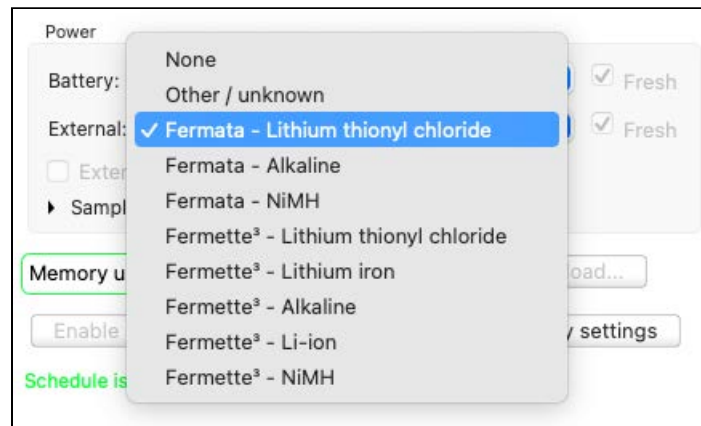 Power
None
Battery:
Fresh
Other / unknown
External:
✓ Fermata - Lithium thionyl chloride
Fresh
Fermata - Alkaline
Fermata - NiMH
Fermette³ - Lithium thionyl chloride
Memory
Fermette³ - Lithium iron
Fermette³ - Alkaline
Enable
settings
Fermette³ - Li-ion
Schedule is
Fermette³ - NiMH